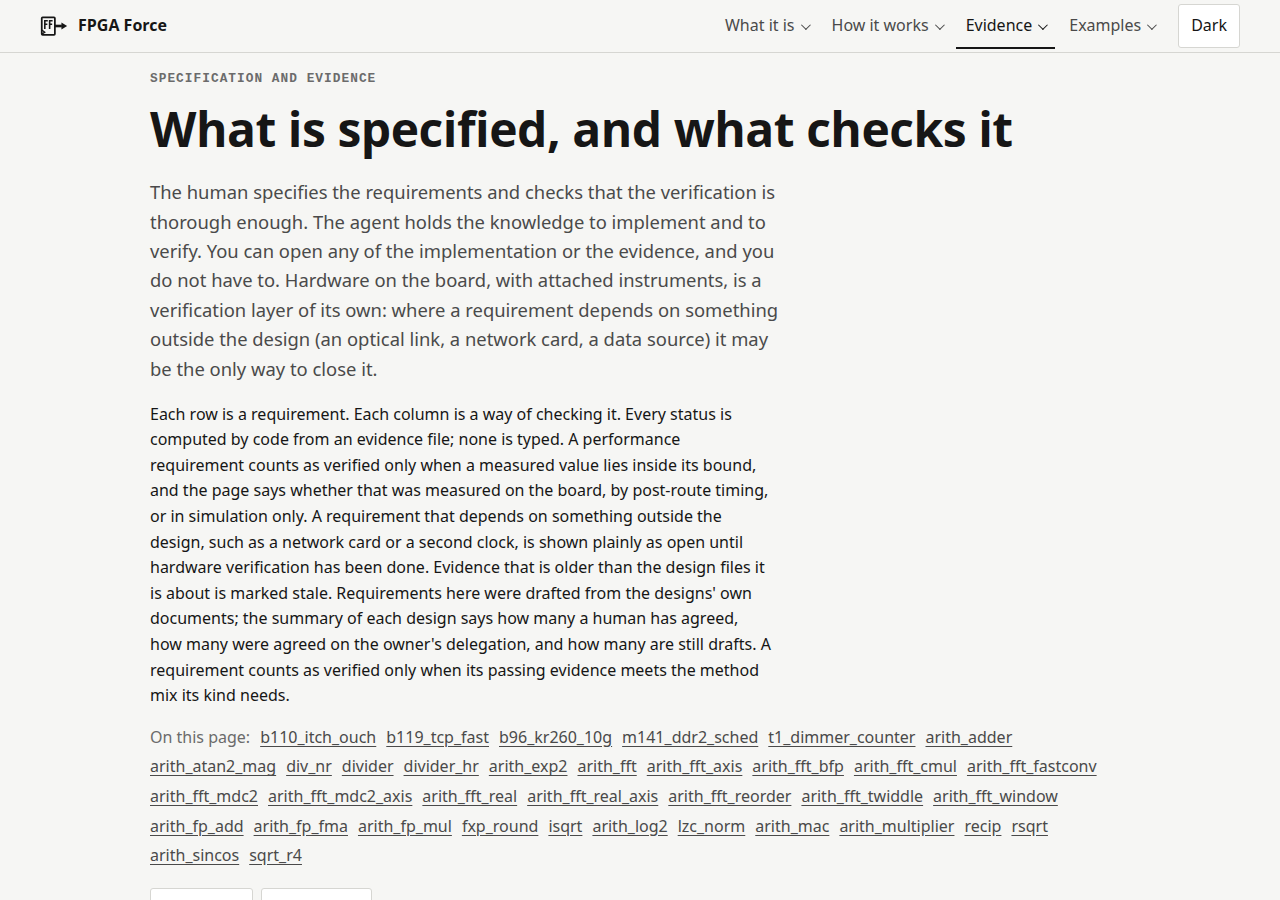 FPGA Force
What it is
How it works
Evidence
Examples
Dark
SPECIFICATION AND EVIDENCE
What is specified, and what checks it
The human specifies the requirements and checks that the verification is
thorough enough. The agent holds the knowledge to implement and to
verify. You can open any of the implementation or the evidence, and you
do not have to. Hardware on the board, with attached instruments, is a
verification layer of its own: where a requirement depends on something
outside the design (an optical link, a network card, a data source) it may
be the only way to close it.
Each row is a requirement. Each column is a way of checking it. Every status is
computed by code from an evidence file; none is typed. A performance
requirement counts as verified only when a measured value lies inside its bound,
and the page says whether that was measured on the board, by post-route timing,
or in simulation only. A requirement that depends on something outside the
design, such as a network card or a second clock, is shown plainly as open until
hardware verification has been done. Evidence that is older than the design files it
is about is marked stale. Requirements here were drafted from the designs' own
documents; the summary of each design says how many a human has agreed,
how many were agreed on the owner's delegation, and how many are still drafts. A
requirement counts as verified only when its passing evidence meets the method
mix its kind needs.
On this page: b110_itch_ouch b119_tcp_fast b96_kr260_10g m141_ddr2_sched t1_dimmer_counter arith_adder
arith_atan2_mag div_nr divider divider_hr arith_exp2 arith_fft arith_fft_axis arith_fft_bfp arith_fft_cmul arith_fft_fastconv
arith_fft_mdc2 arith_fft_mdc2_axis arith_fft_real arith_fft_real_axis arith_fft_reorder arith_fft_twiddle arith_fft_window
arith_fp_add arith_fp_fma arith_fp_mul fxp_round isqrt arith_log2 lzc_norm arith_mac arith_multiplier recip rsqrt
arith_sincos sqrt_r4